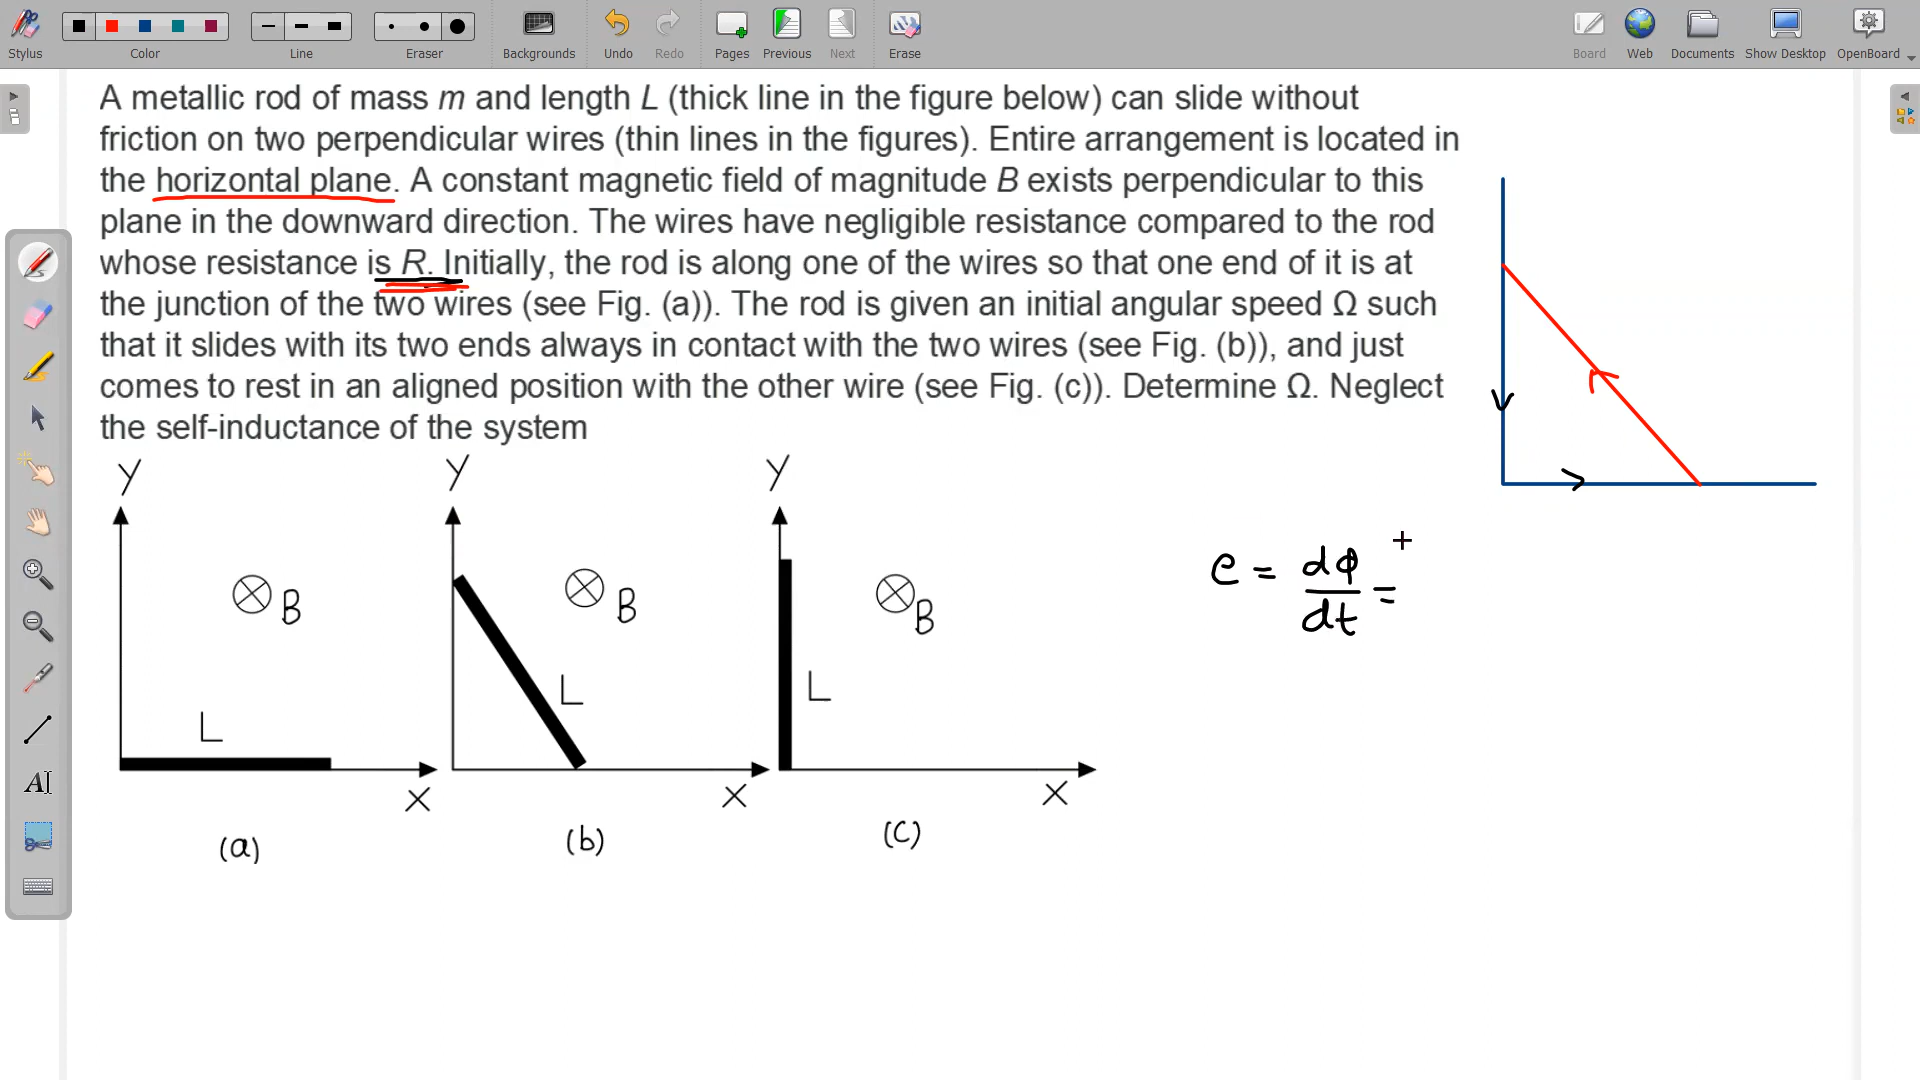 Stylus Color Line Eraser Backgrounds Undo Redo Pages Previous Next Erase Board Web Documents Show Desktop OpenBoard
A metallic rod of mass m and length L (thick line in the figure below) can slide without
friction on two perpendicular wires (thin lines in the figures). Entire arrangement is located in
the horizontal plane. A constant magnetic field of magnitude B exists perpendicular to this
plane in the downward direction. The wires have negligible resistance compared to the rod
whose resistance is R. Initially, the rod is along one of the wires so that one end of it is at
the junction of the two wires (see Fig. (a)). The rod is given an initial angular speed Ω such
that it slides with its two ends always in contact with the two wires (see Fig. (b)), and just
comes to rest in an aligned position with the other wire (see Fig. (c)). Determine Ω. Neglect
the self-inductance of the system
y y y
e = dφ/dt =
B B B
L L L
x x x
(a) (b) (c)